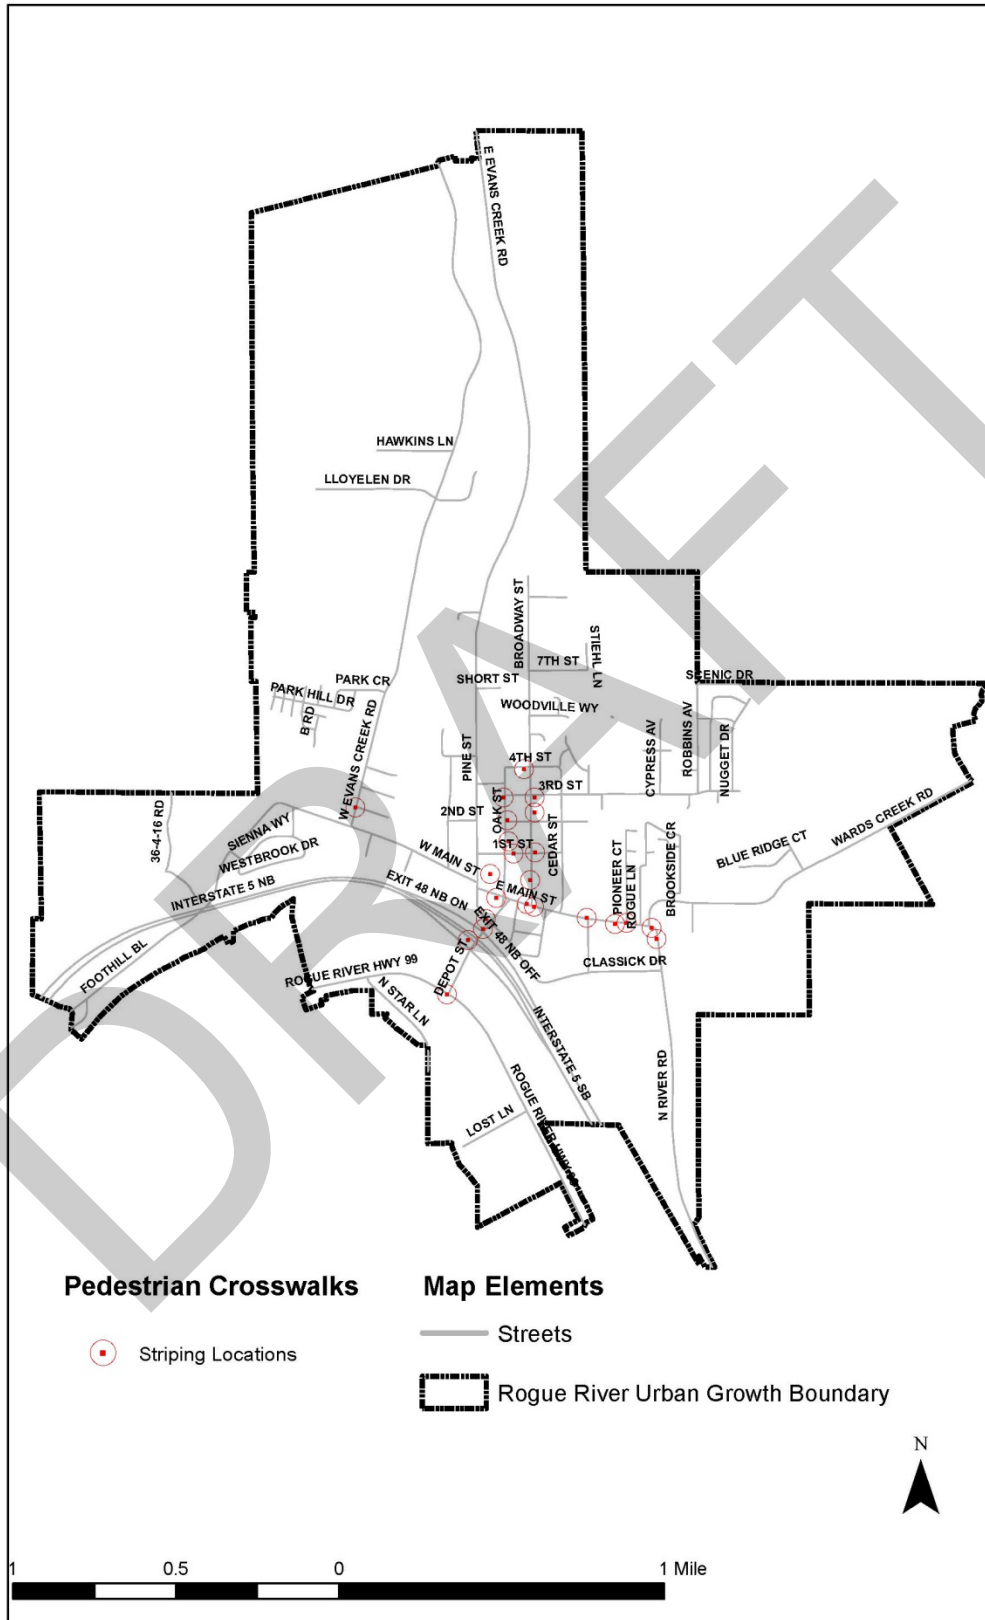 E EVANS CREEK RD
HAWKINS LN
LLOYELEN DR
BROADWAY ST
STIEHL LN
7TH ST
SHORT ST
SCENIC DR
PARK CR
PARK HILL DR
B RD
WOODVILLE WY
W EVANS CREEK RD
PINE ST
4TH ST
CYPRESS AV
ROBBINS AV
NUGGET DR
3RD ST
OAK ST
2ND ST
36-4-16 RD
SIENNA WY
WESTBROOK DR
1ST ST
CEDAR ST
W MAIN ST
E MAIN ST
PIONEER CT
ROGUE LN
BROOKSIDE CR
BLUE RIDGE CT
WARDS CREEK RD
INTERSTATE 5 NB
EXIT 48 NB ON
EXIT 48 NB OFF
FOOTHILL BL
DEPOT ST
CLASSICK DR
ROGUE RIVER HWY 99
N STAR LN
INTERSTATE 5 SB
N RIVER RD
LOST LN
ROGUE RIVER HWY 99
DRAFT
Pedestrian Crosswalks
Striping Locations
Map Elements
Streets
Rogue River Urban Growth Boundary
N
1 0.5 0 1 Mile